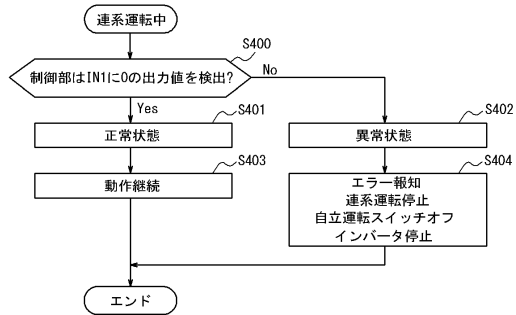 連系運転中
S400
制御部はIN1に0の出力値を検出?
No
Yes
S401
正常状態
S402
異常状態
S403
動作継続
S404
エラー報知
連系運転停止
自立運転スイッチオフ
インバータ停止
エンド